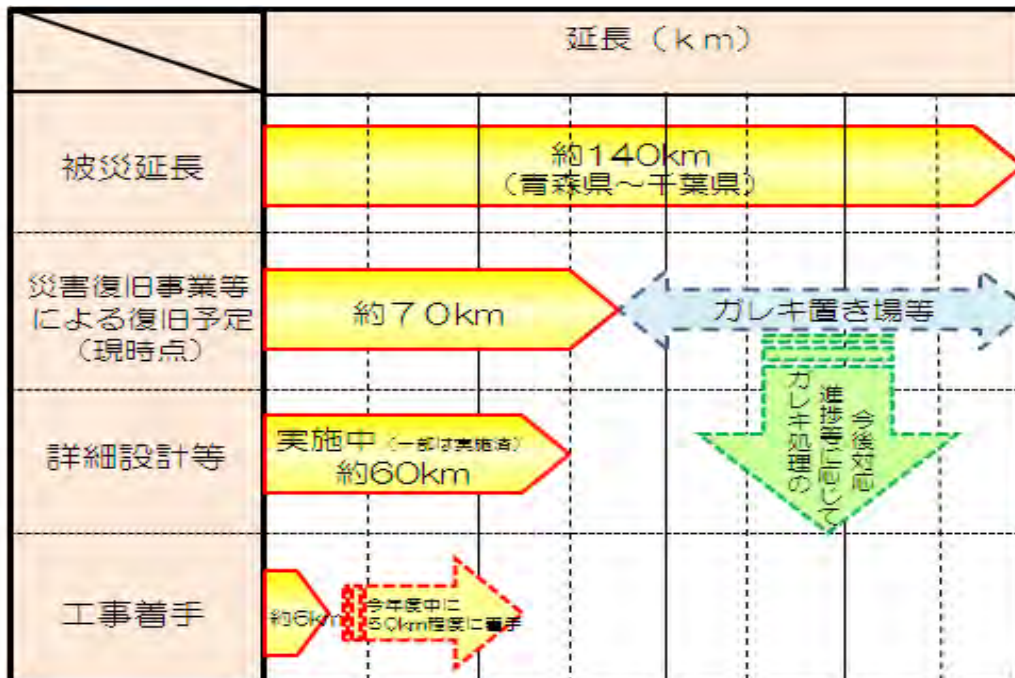 延長（ｋｍ）
被災延長
約140km
（青森県～千葉県）
災害復旧事業等
による復旧予定
（現時点）
約７０km
ガレキ置き場等
ガレキ処理の
進捗等に応じて
今後対応
詳細設計等
実施中（一部は実施済）
約60km
工事着手
約6km
今年度中に
50km程度に着手